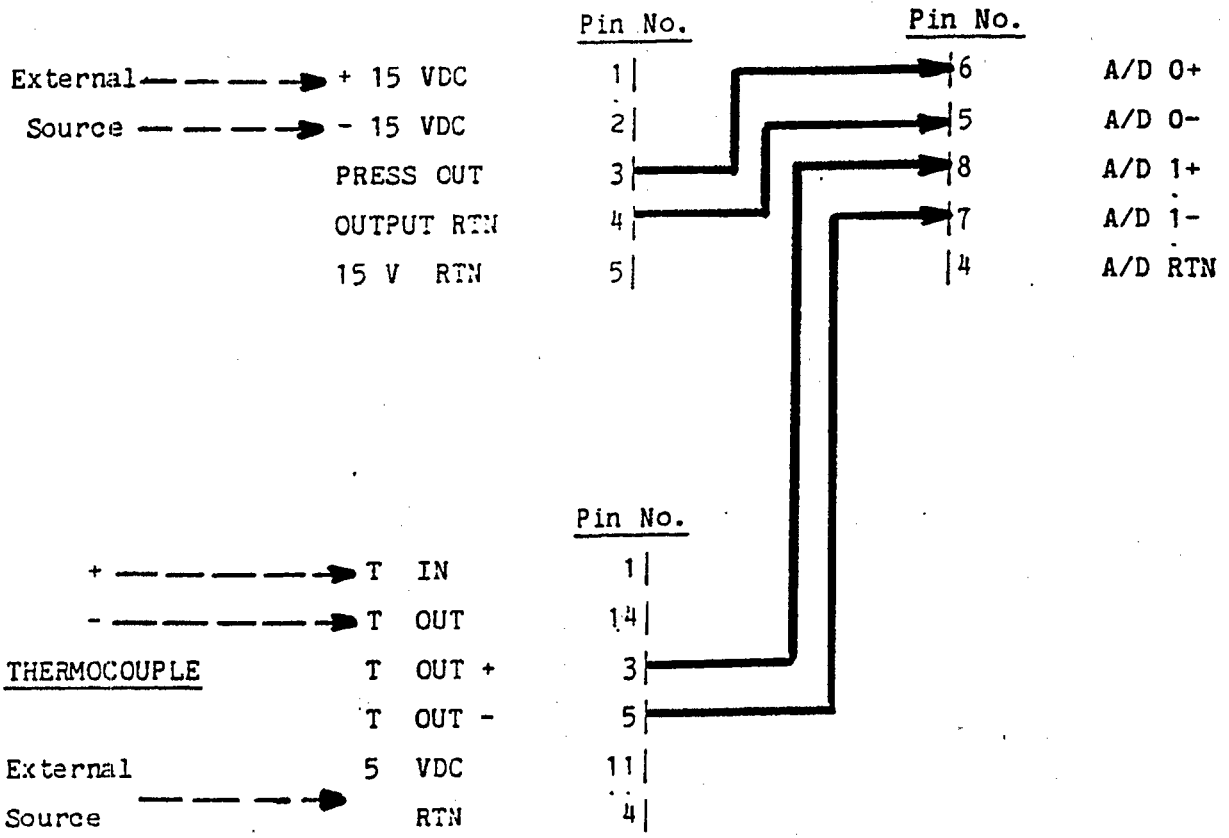 Pin No. Pin No.
External + 15 VDC 1 6 A/D 0+
Source - 15 VDC 2 5 A/D 0-
PRESS OUT 3 8 A/D 1+
OUTPUT RTN 4 7 A/D 1-
15 V RTN 5 4 A/D RTN
Pin No.
+ T IN 1
- T OUT 14
THERMOCOUPLE T OUT + 3
T OUT - 5
External 5 VDC 11
Source RTN 4